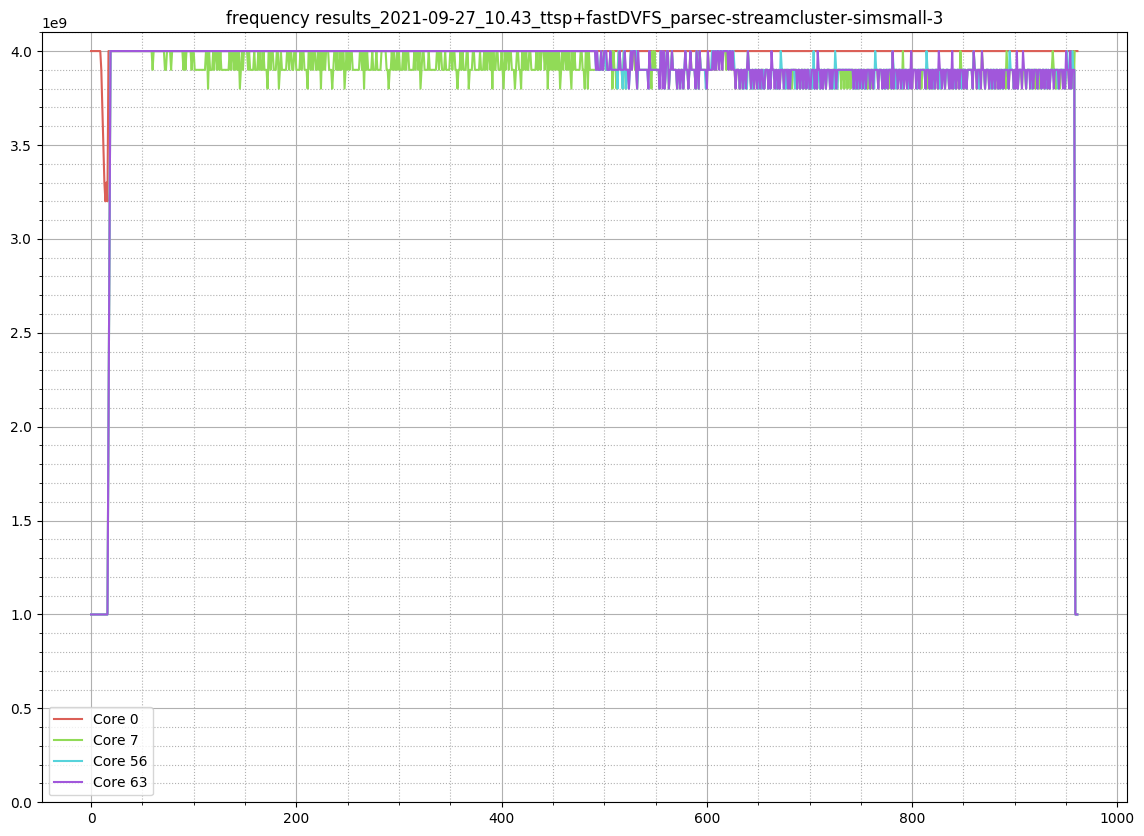 frequency results_2021-09-27_10.43_ttsp+fastDVFS_parsec-streamcluster-simsmall-3
1e9
4.0
3.5
3.0
2.5
2.0
1.5
1.0
0.5
0.0
Core 0
Core 7
Core 56
Core 63
0 200 400 600 800 1000